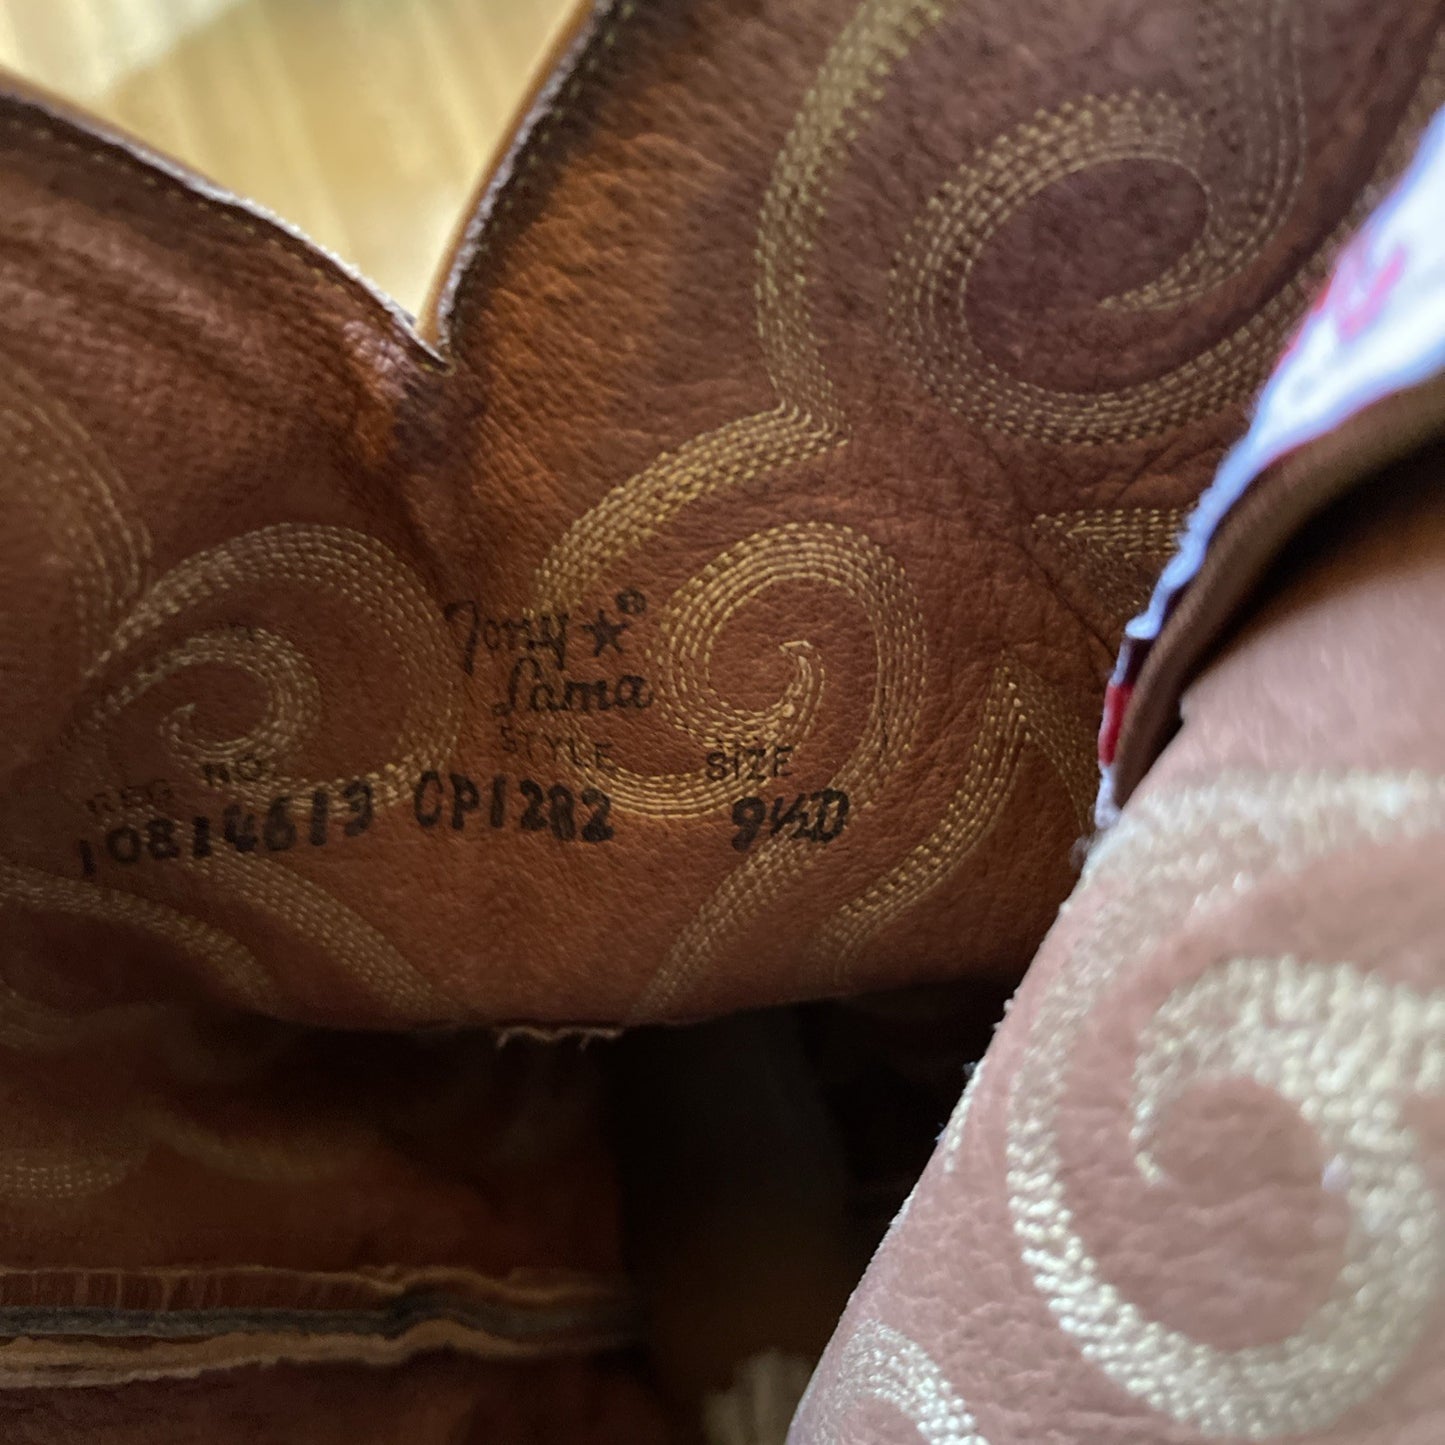 Tony ★®
Lama
REG NO. STYLE SIZE
10814613 CP1282 9½D